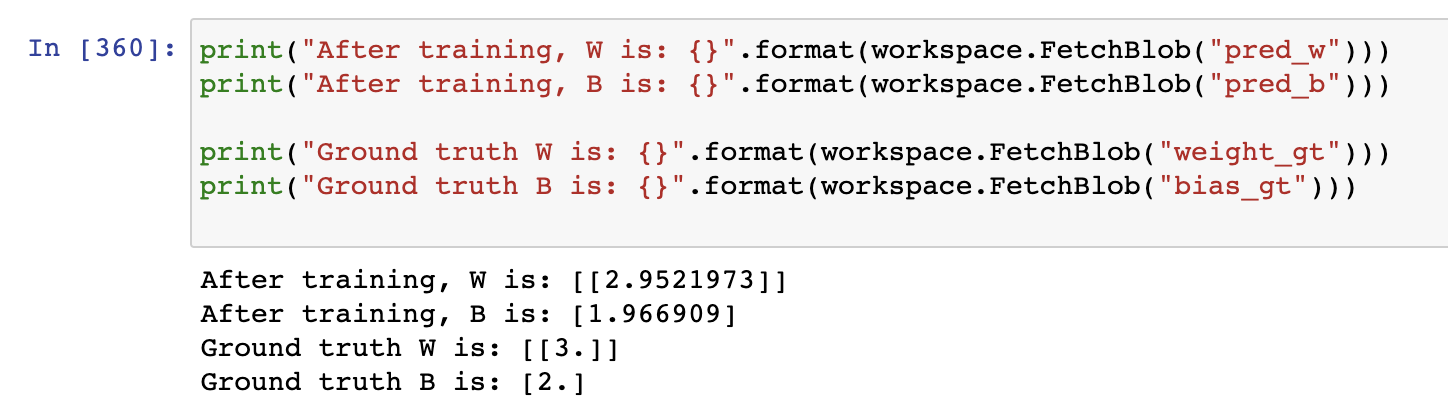 In [360]: print("After training, W is: {}".format(workspace.FetchBlob("pred_w")))
print("After training, B is: {}".format(workspace.FetchBlob("pred_b")))
print("Ground truth W is: {}".format(workspace.FetchBlob("weight_gt")))
print("Ground truth B is: {}".format(workspace.FetchBlob("bias_gt")))
After training, W is: [[2.9521973]]
After training, B is: [1.966909]
Ground truth W is: [[3.]]
Ground truth B is: [2.]